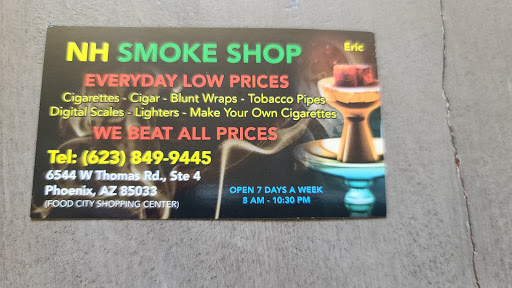 NH SMOKE SHOP
Eric
EVERYDAY LOW PRICES
Cigarettes - Cigar - Blunt Wraps - Tobacco Pipes
Digital Scales - Lighters - Make Your Own Cigarettes
WE BEAT ALL PRICES
Tel: (623) 849-9445
6544 W Thomas Rd., Ste 4
Phoenix, AZ 85033
(FOOD CITY SHOPPING CENTER)
OPEN 7 DAYS A WEEK
8 AM - 10:30 PM